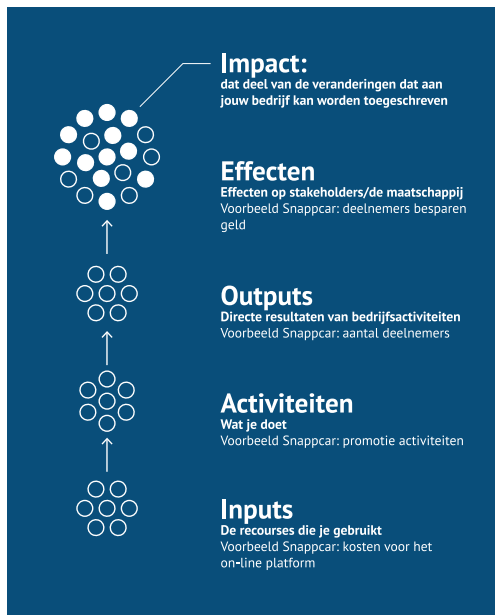 Impact:
dat deel van de veranderingen dat aan
jouw bedrijf kan worden toegeschreven
Effecten
Effecten op stakeholders/de maatschappij
Voorbeeld Snappcar: deelnemers besparen
geld
Outputs
Directe resultaten van bedrijfsactiviteiten
Voorbeeld Snappcar: aantal deelnemers
Activiteiten
Wat je doet
Voorbeeld Snappcar: promotie activiteiten
Inputs
De recourses die je gebruikt
Voorbeeld Snappcar: kosten voor het
on-line platform